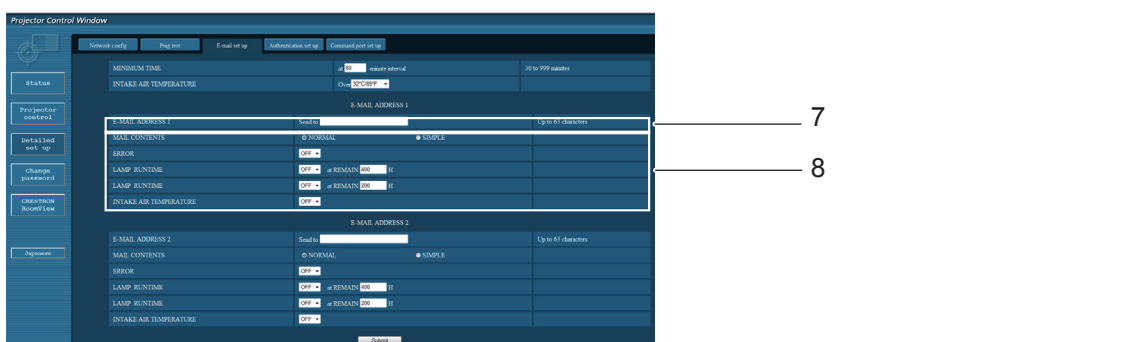 Projector Control Window
Network config Ping test E-mail set up Authentication set up Command port set up
MINIMUM TIME at 60 -minute interval 30 to 999 minutes
Status
INTAKE AIR TEMPERATURE Over 32°C/89°F
E-MAIL ADDRESS 1
Projector control
E-MAIL ADDRESS 1 Send to Up to 63 characters
7
MAIL CONTENTS NORMAL SIMPLE
Detailed set up
ERROR OFF
LAMP RUNTIME OFF at REMAIN 400 H
8
Change password
LAMP RUNTIME OFF at REMAIN 200 H
INTAKE AIR TEMPERATURE OFF
CRESTRON RoomView
E-MAIL ADDRESS 2
E-MAIL ADDRESS 2 Send to Up to 63 characters
MAIL CONTENTS NORMAL SIMPLE
Japanese
ERROR OFF
LAMP RUNTIME OFF at REMAIN 400 H
LAMP RUNTIME OFF at REMAIN 200 H
INTAKE AIR TEMPERATURE OFF
Submit